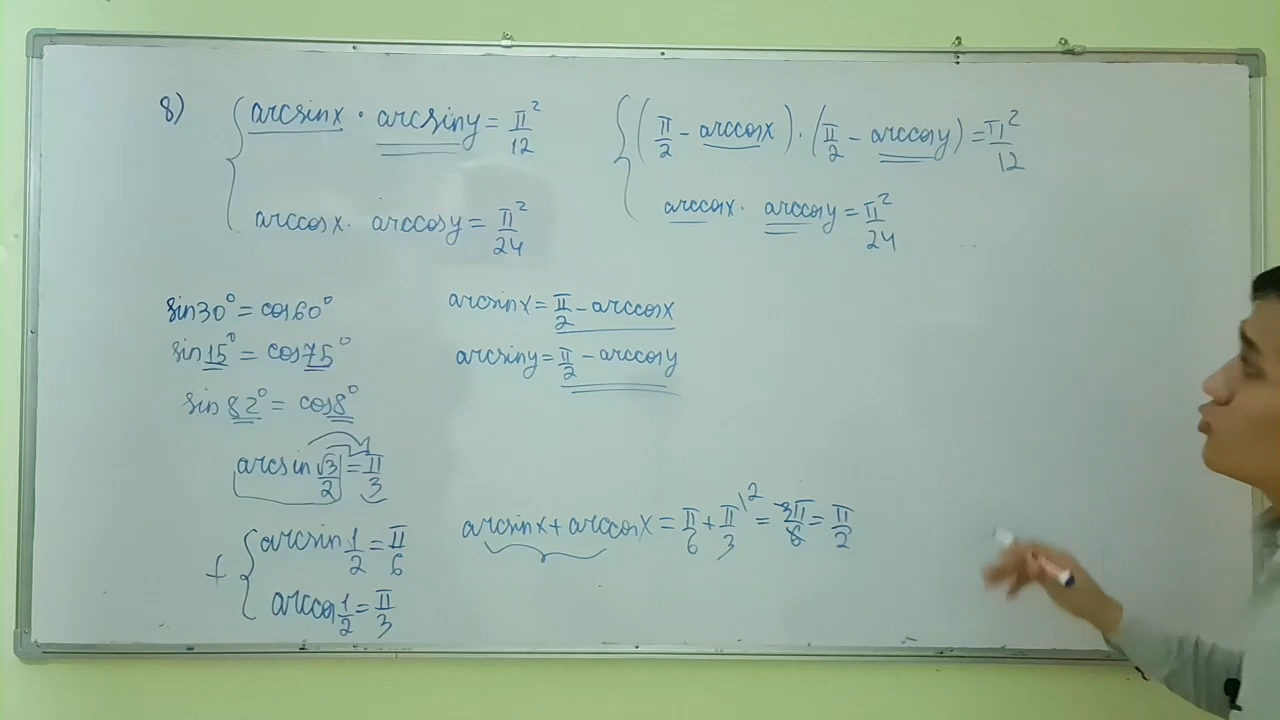 8) { arcsinx · arcsiny = π²/12
arccosx · arccosy = π²/24
{ (π/2 - arccosx) · (π/2 - arccosy) = π²/12
arccosx · arccosy = π²/24
sin30° = cos60°
sin15° = cos75°
sin82° = cos8°
arcsin √3/2 = π/3
+ { arcsin 1/2 = π/6
arccos 1/2 = π/3
arcsinx = π/2 - arccosx
arcsiny = π/2 - arccosy
arcsinx + arccosx = π/6 + π/3 \2 = 3π/6 = π/2